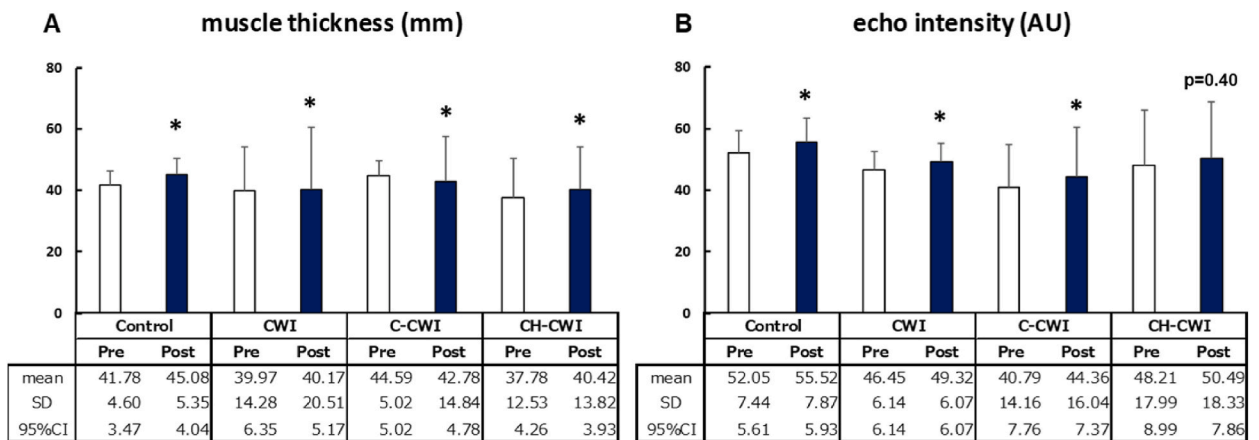 A muscle thickness (mm)
80
60
40
20
0
* * * *
Control CWI C-CWI CH-CWI
Pre Post Pre Post Pre Post Pre Post
mean 41.78 45.08 39.97 40.17 44.59 42.78 37.78 40.42
SD 4.60 5.35 14.28 20.51 5.02 14.84 12.53 13.82
95%CI 3.47 4.04 6.35 5.17 5.02 4.78 4.26 3.93
B echo intensity (AU)
80
60
40
20
0
* * * p=0.40
Control CWI C-CWI CH-CWI
Pre Post Pre Post Pre Post Pre Post
mean 52.05 55.52 46.45 49.32 40.79 44.36 48.21 50.49
SD 7.44 7.87 6.14 6.07 14.16 16.04 17.99 18.33
95%CI 5.61 5.93 6.14 6.07 7.76 7.37 8.99 7.86